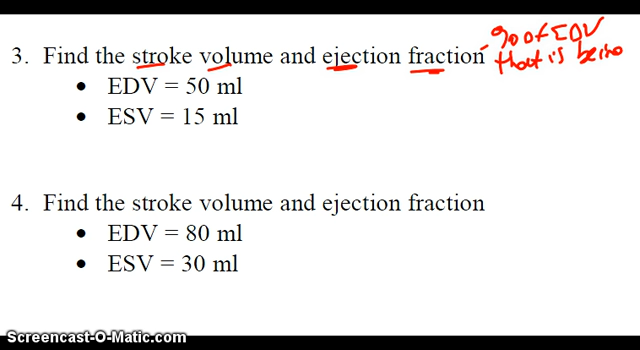 3. Find the stroke volume and ejection fraction - % of EDV
that is being
• EDV = 50 ml
• ESV = 15 ml
4. Find the stroke volume and ejection fraction
• EDV = 80 ml
• ESV = 30 ml
Screencast-O-Matic.com